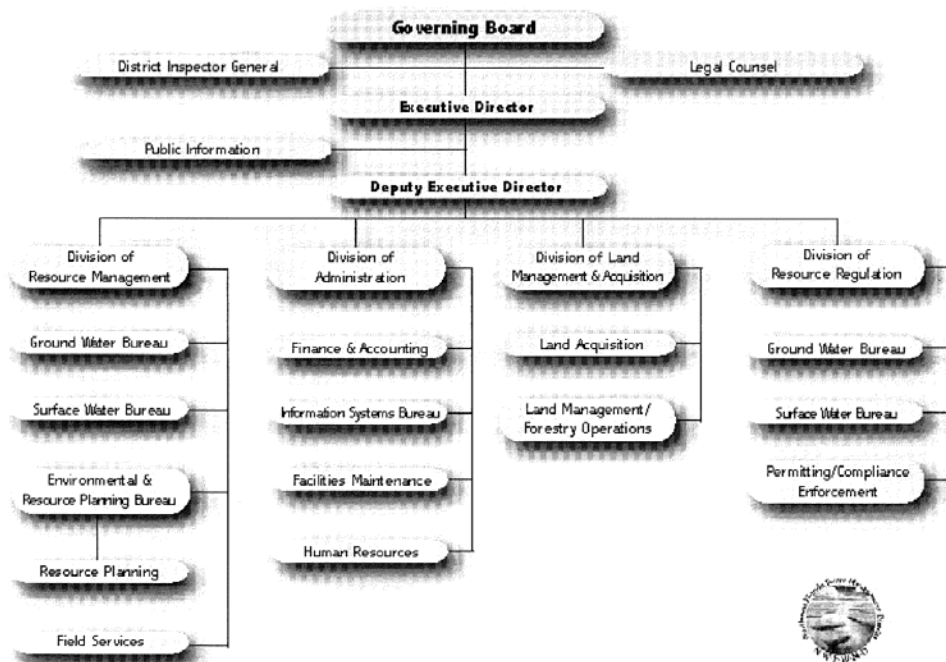 Governing Board
District Inspector General
Legal Counsel
Executive Director
Public Information
Deputy Executive Director
Division of
Resource Management
Ground Water Bureau
Surface Water Bureau
Environmental &
Resource Planning Bureau
Resource Planning
Field Services
Division of
Administration
Finance & Accounting
Information Systems Bureau
Facilities Maintenance
Human Resources
Division of Land
Management & Acquisition
Land Acquisition
Land Management/
Forestry Operations
Division of
Resource Regulation
Ground Water Bureau
Surface Water Bureau
Permitting/Compliance
Enforcement